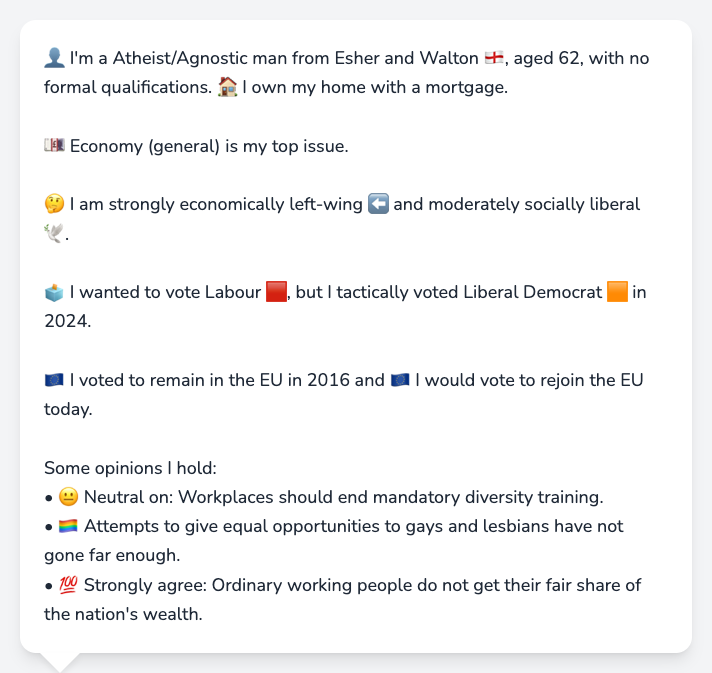 👤 I'm a Atheist/Agnostic man from Esher and Walton 🏴󠁧󠁢󠁥󠁮󠁧󠁿, aged 62, with no
formal qualifications. 🏠 I own my home with a mortgage.
💷 Economy (general) is my top issue.
🤔 I am strongly economically left-wing ⬅️ and moderately socially liberal
🕊️.
🗳️ I wanted to vote Labour 🟥, but I tactically voted Liberal Democrat 🟧 in
2024.
🇪🇺 I voted to remain in the EU in 2016 and 🇪🇺 I would vote to rejoin the EU
today.
Some opinions I hold:
• 😐 Neutral on: Workplaces should end mandatory diversity training.
• 🏳️‍🌈 Attempts to give equal opportunities to gays and lesbians have not
gone far enough.
• 💯 Strongly agree: Ordinary working people do not get their fair share of
the nation's wealth.